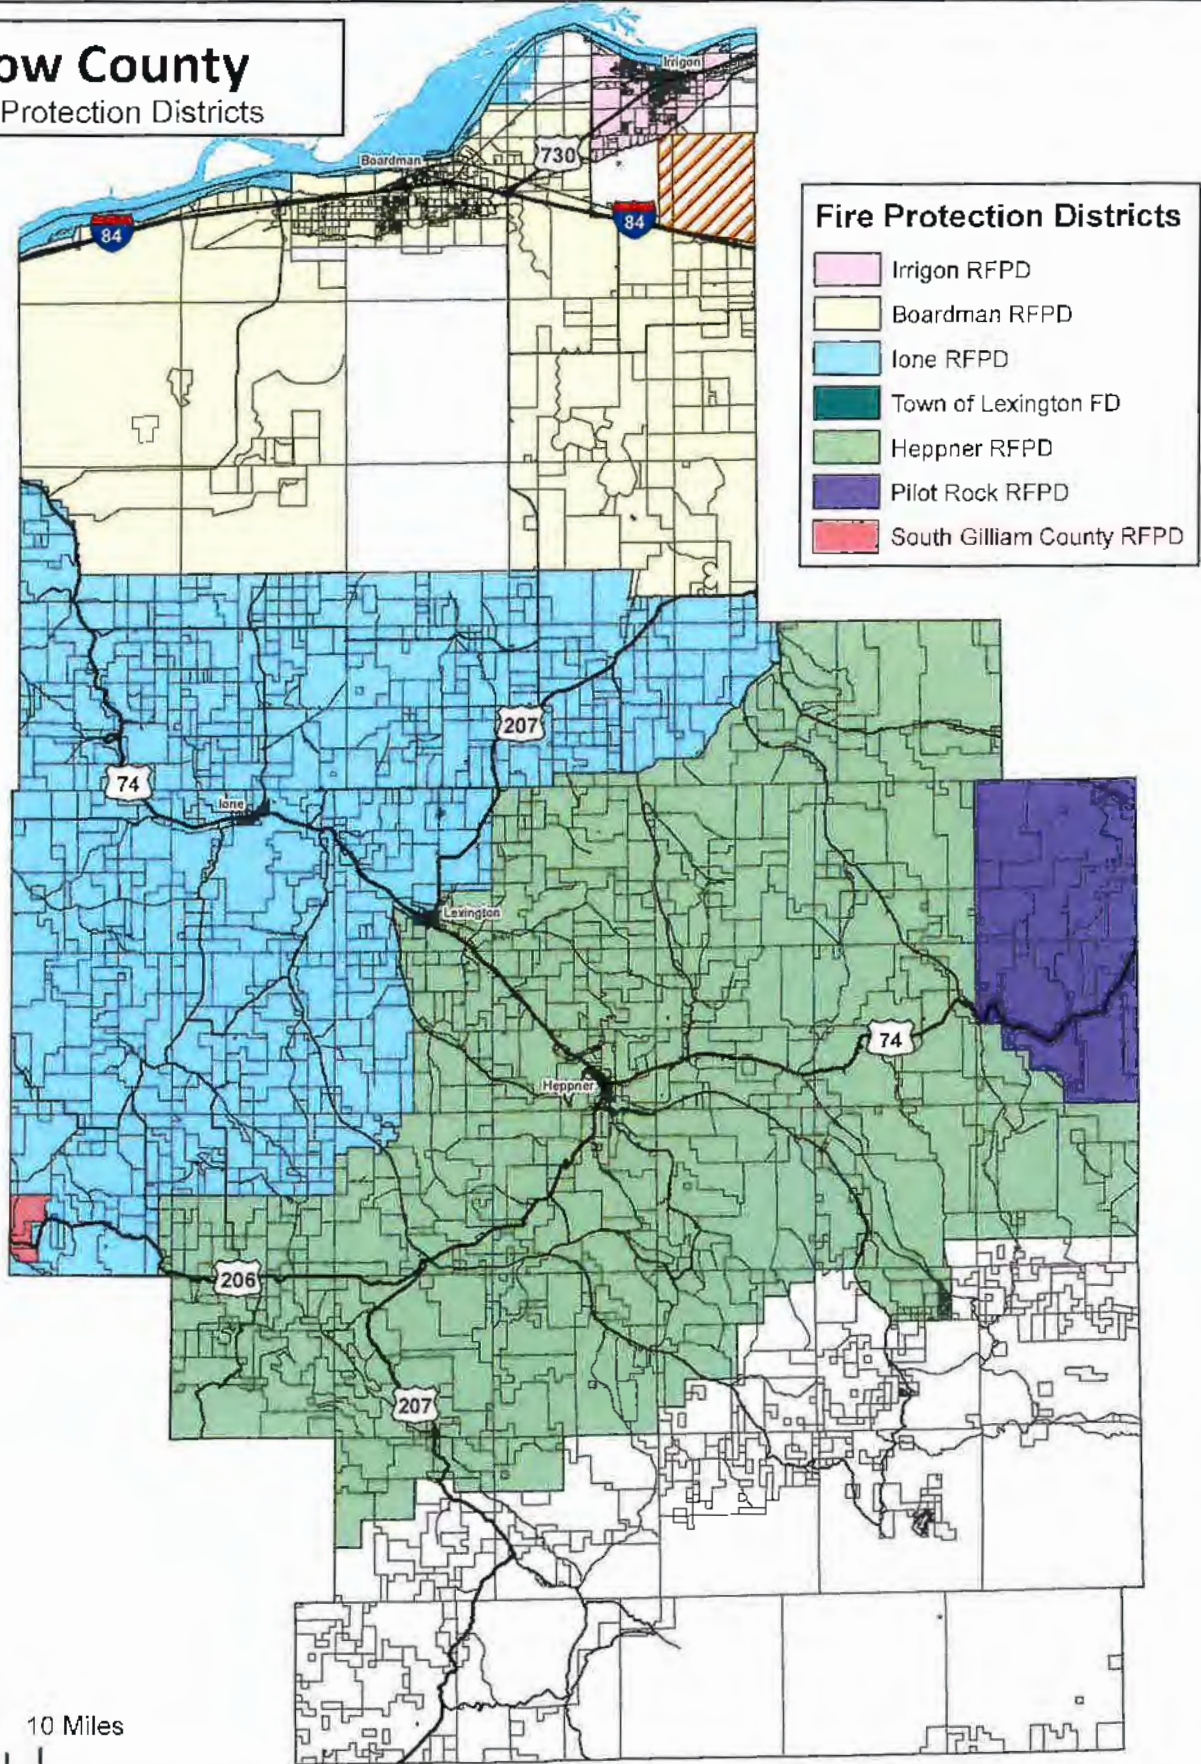 ow County
Protection Districts
Irrigon
Boardman
730
84
84
Fire Protection Districts
Irrigon RFPD
Boardman RFPD
Ione RFPD
Town of Lexington FD
Heppner RFPD
Pilot Rock RFPD
South Gilliam County RFPD
207
74
Ione
Lexington
74
Heppner
206
207
10 Miles